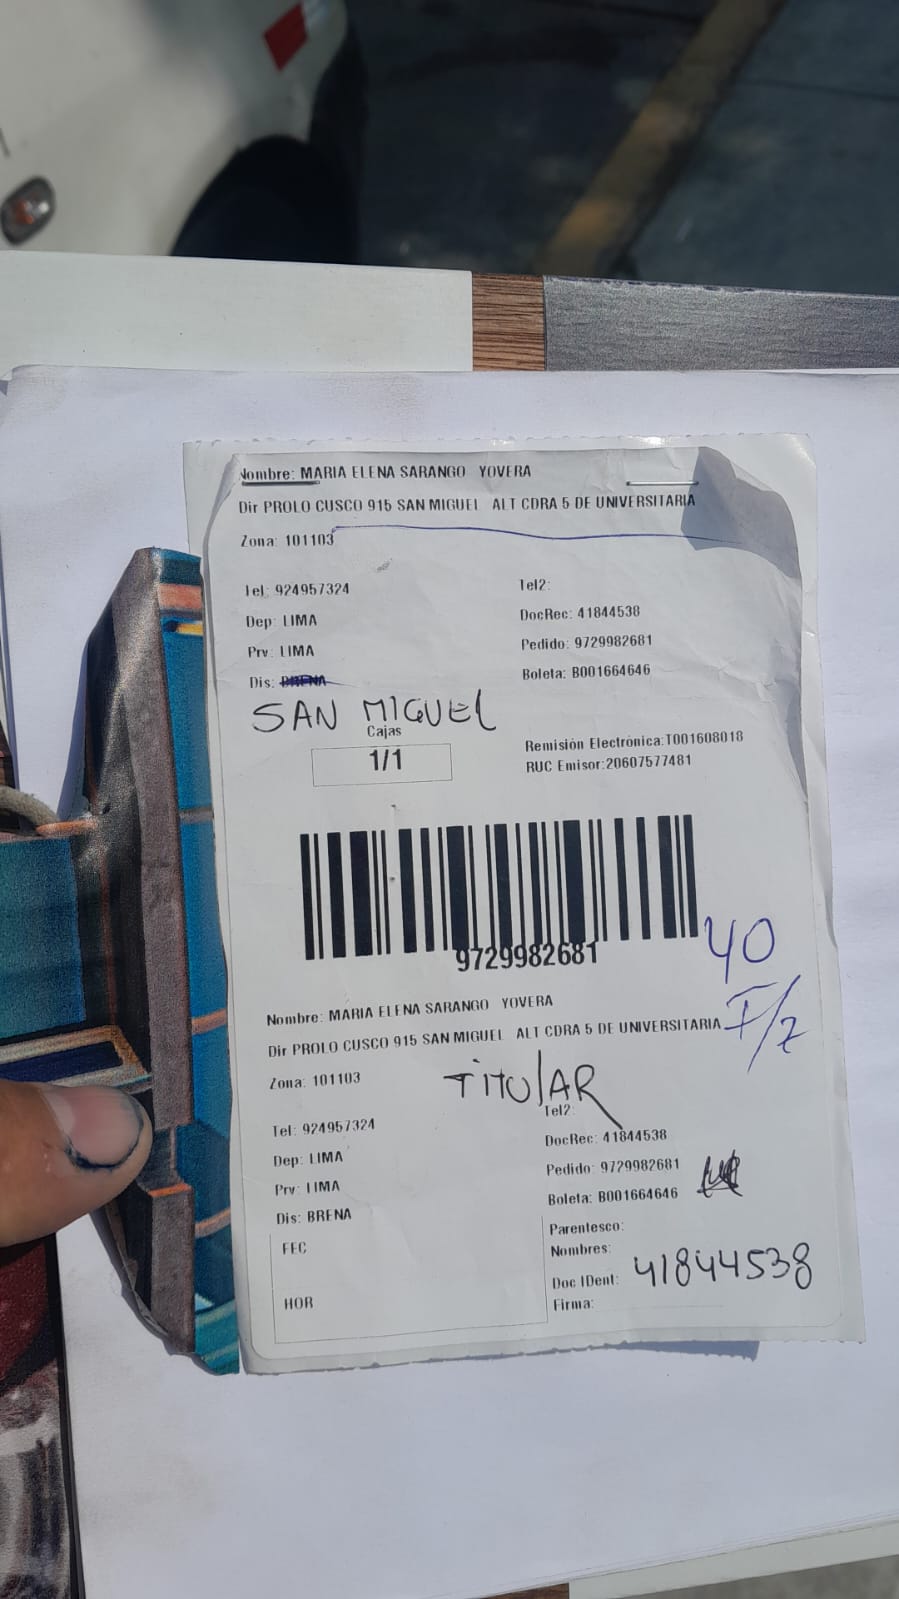 Nombre: MARIA ELENA SARANGO YOVERA
Dir PROLO CUSCO 915 SAN MIGUEL ALT CDRA 5 DE UNIVERSITARIA
Zona: 101103
Tel: 924957324 Tel2:
Dep: LIMA DocRec: 41844538
Prv: LIMA Pedido: 9729982681
Dis: BRENA Boleta: B001664646
SAN MIGUEL
Cajas
1/1
Remisión Electrónica:T001608018
RUC Emisor:20607577481
9729982681
40
I/z
Nombre: MARIA ELENA SARANGO YOVERA
Dir PROLO CUSCO 915 SAN MIGUEL ALT CDRA 5 DE UNIVERSITARIA
Zona: 101103
TITUlAR
Tel: 924957324 Tel2:
Dep: LIMA DocRec: 41844538
Prv: LIMA Pedido: 9729982681
Dis: BRENA Boleta: B001664646
FEC Parentesco:
Nombres:
Doc IDent: 41844538
HOR Firma: